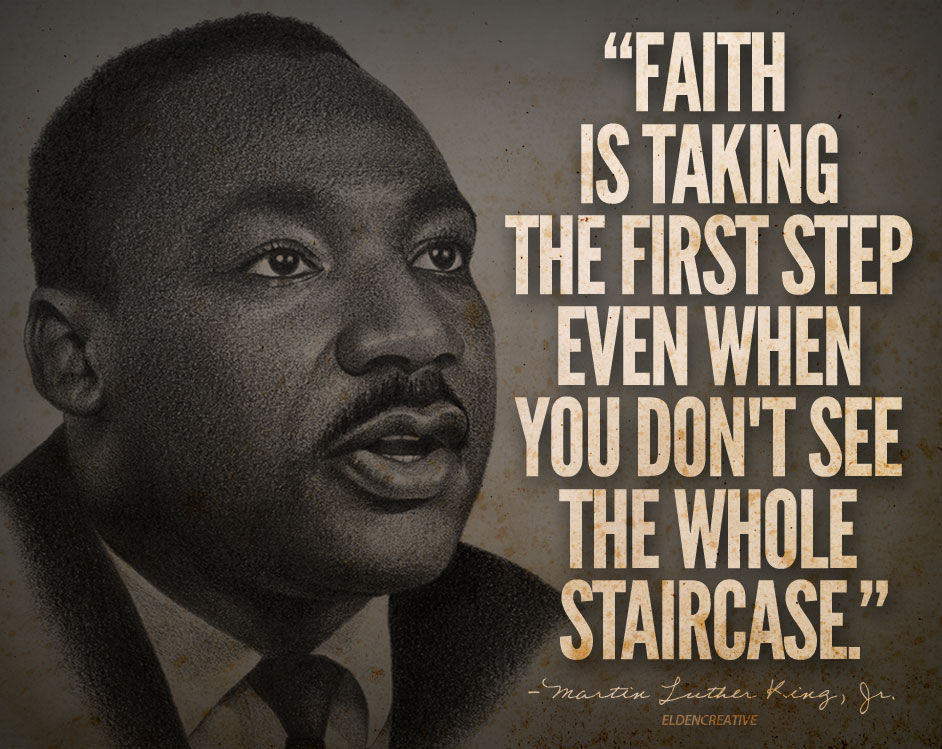 “FAITH
IS TAKING
THE FIRST STEP
EVEN WHEN
YOU DON'T SEE
THE WHOLE
STAIRCASE.”
-Martin Luther King, Jr.
ELDENCREATIVE